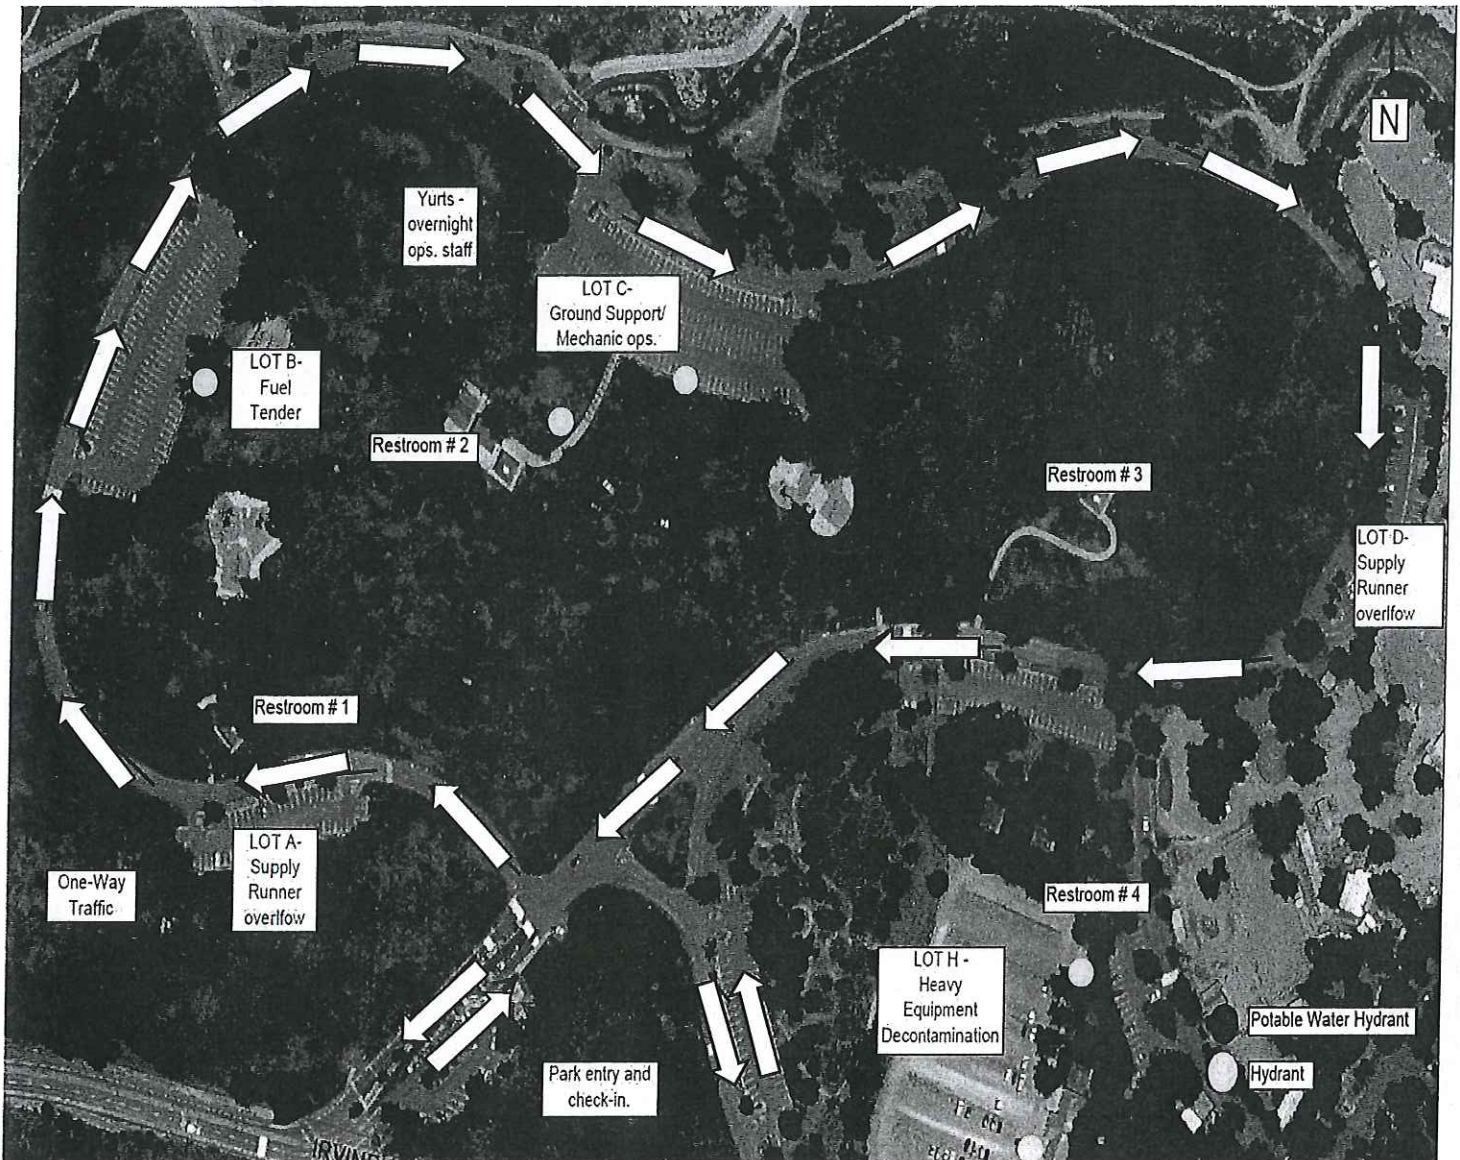 N
Yurts -
overnight
ops. staff
LOT C-
Ground Support/
Mechanic ops.
LOT B-
Fuel
Tender
Restroom # 2
Restroom # 3
LOT D-
Supply
Runner
overlfow
Restroom # 1
LOT A-
Supply
Runner
overlfow
One-Way
Traffic
Restroom # 4
LOT H -
Heavy
Equipment
Decontamination
Potable Water Hydrant
Hydrant
Park entry and
check-in.